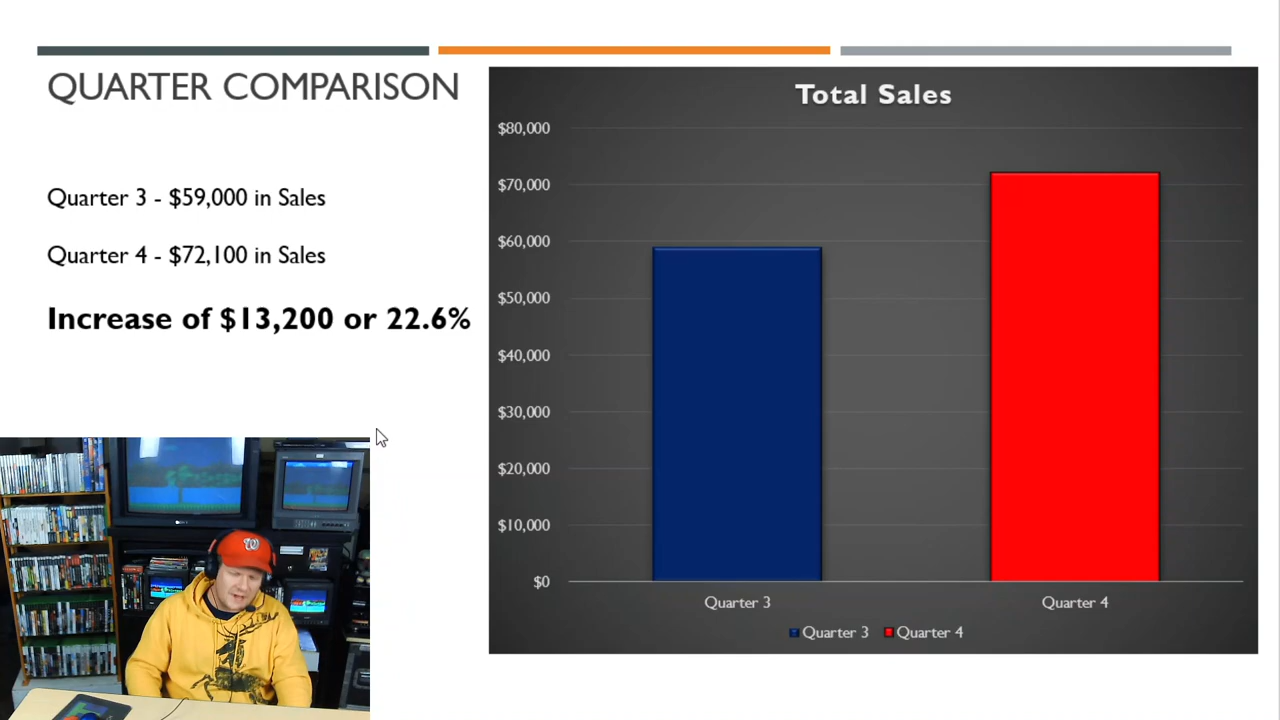 QUARTER COMPARISON
Quarter 3 - $59,000 in Sales
Quarter 4 - $72,100 in Sales
Increase of $13,200 or 22.6%
Total Sales
$80,000
$70,000
$60,000
$50,000
$40,000
$30,000
$20,000
$10,000
$0
Quarter 3 Quarter 4
Quarter 3 Quarter 4
W